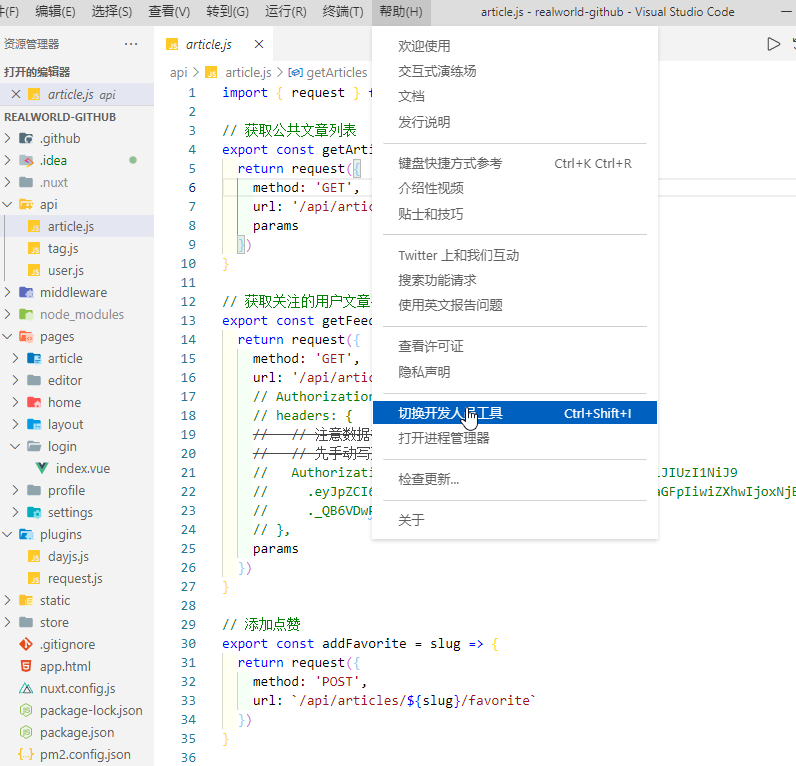 件(F) 编辑(E) 选择(S) 查看(V) 转到(G) 运行(R) 终端(T) 帮助(H) article.js - realworld-github - Visual Studio Code
资源管理器 ···
打开的编辑器
article.js api
REALWORLD-GITHUB
.github
.idea
.nuxt
api
article.js
tag.js
user.js
middleware
node_modules
pages
article
editor
home
layout
login
index.vue
profile
settings
plugins
dayjs.js
request.js
static
store
.gitignore
app.html
nuxt.config.js
package-lock.json
package.json
pm2.config.json
article.js
api > article.js > getArticles
1 import { request } f
2
3 // 获取公共文章列表
4 export const getArti
5 return request({
6 method: 'GET',
7 url: '/api/artic
8 params
9 })
10 }
11
12 // 获取关注的用户文章
13 export const getFeed
14 return request({
15 method: 'GET',
16 url: '/api/artic
17 // Authorization
18 // headers: {
19 // // 注意数据
20 // // 先手动写
21 // Authorization lJIUzI1NiJ9
22 // .eyJpZCI6 aGFpIiwiZXhwIjoxNjE
23 // ._QB6VDwR
24 // },
25 params
26 })
27 }
28
29 // 添加点赞
30 export const addFavorite = slug => {
31 return request({
32 method: 'POST',
33 url: `/api/articles/${slug}/favorite`
34 })
35 }
36
欢迎使用
交互式演练场
文档
发行说明
键盘快捷方式参考 Ctrl+K Ctrl+R
介绍性视频
贴士和技巧
Twitter 上和我们互动
搜索功能请求
使用英文报告问题
查看许可证
隐私声明
切换开发人员工具 Ctrl+Shift+I
打开进程管理器
检查更新...
关于